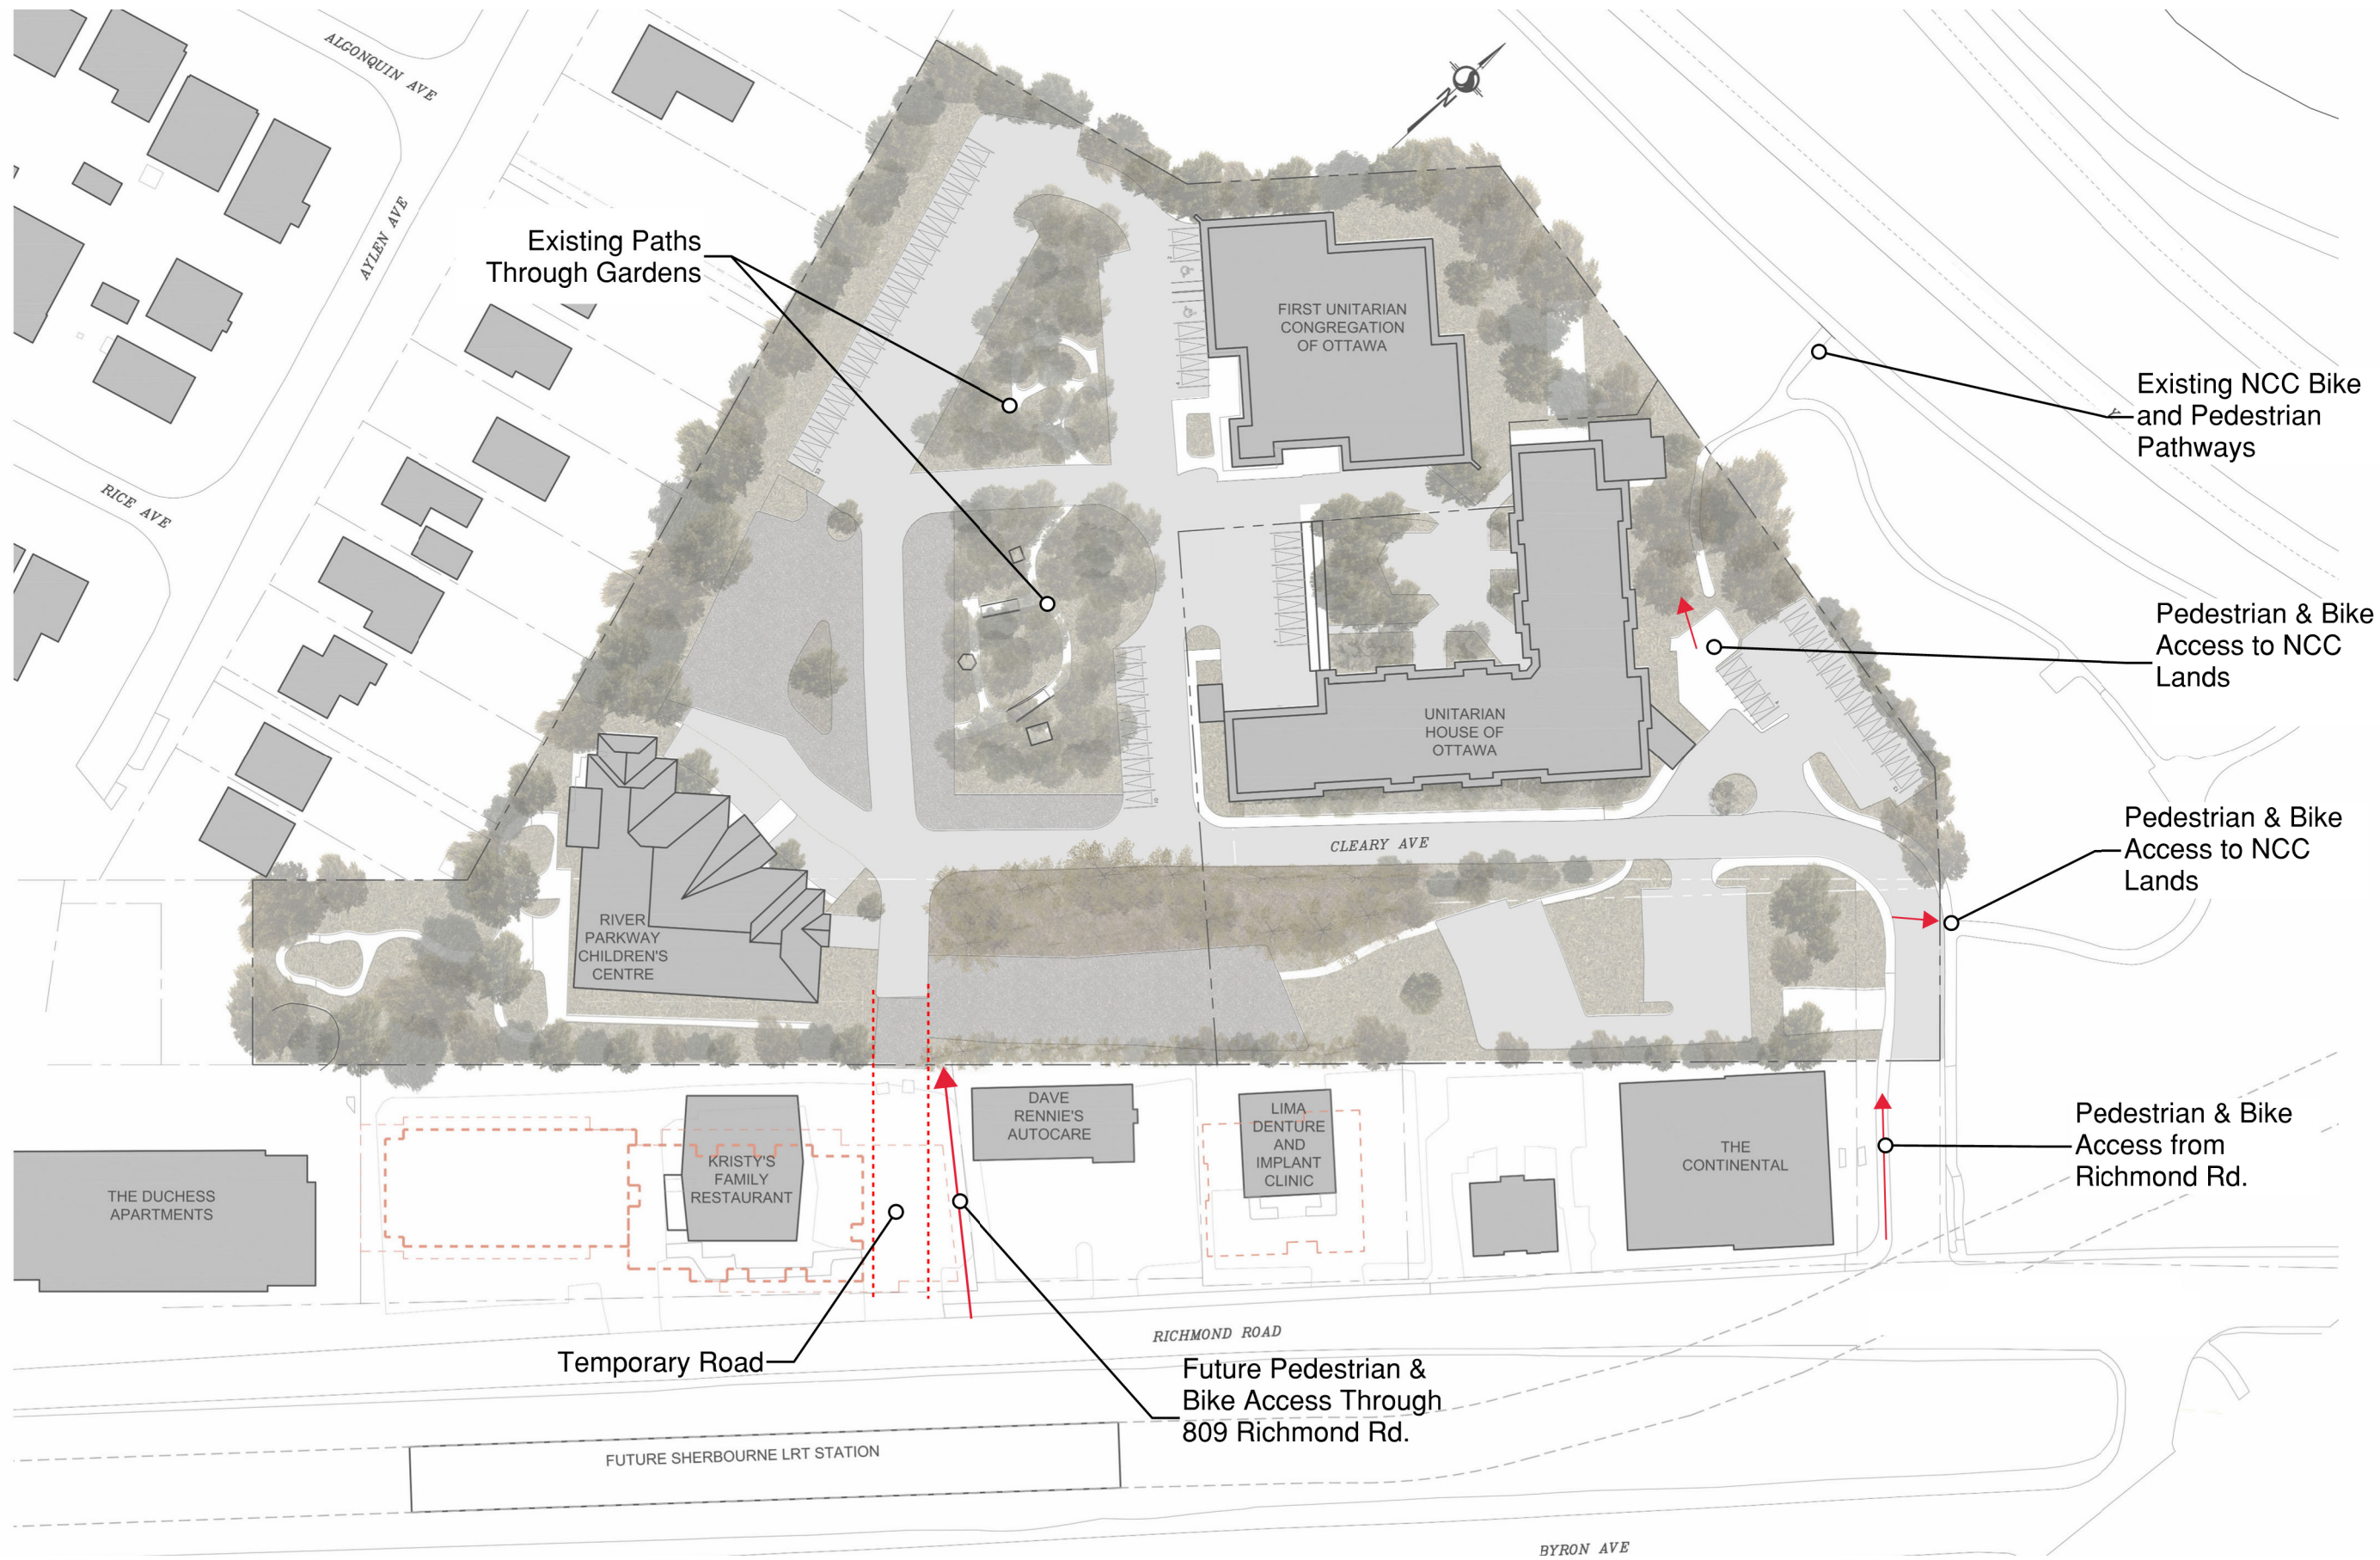 ALGONQUIN AVE
AYLEN AVE
RICE AVE
N
Existing Paths
Through Gardens
FIRST UNITARIAN
CONGREGATION
OF OTTAWA
Existing NCC Bike
and Pedestrian
Pathways
Pedestrian & Bike
Access to NCC
Lands
UNITARIAN
HOUSE OF
OTTAWA
Pedestrian & Bike
Access to NCC
Lands
CLEARY AVE
RIVER
PARKWAY
CHILDREN'S
CENTRE
DAVE
RENNIE'S
AUTOCARE
LIMA
DENTURE
AND
IMPLANT
CLINIC
THE
CONTINENTAL
Pedestrian & Bike
Access from
Richmond Rd.
KRISTY'S
FAMILY
RESTAURANT
THE DUCHESS
APARTMENTS
RICHMOND ROAD
Temporary Road
Future Pedestrian &
Bike Access Through
809 Richmond Rd.
FUTURE SHERBOURNE LRT STATION
BYRON AVE